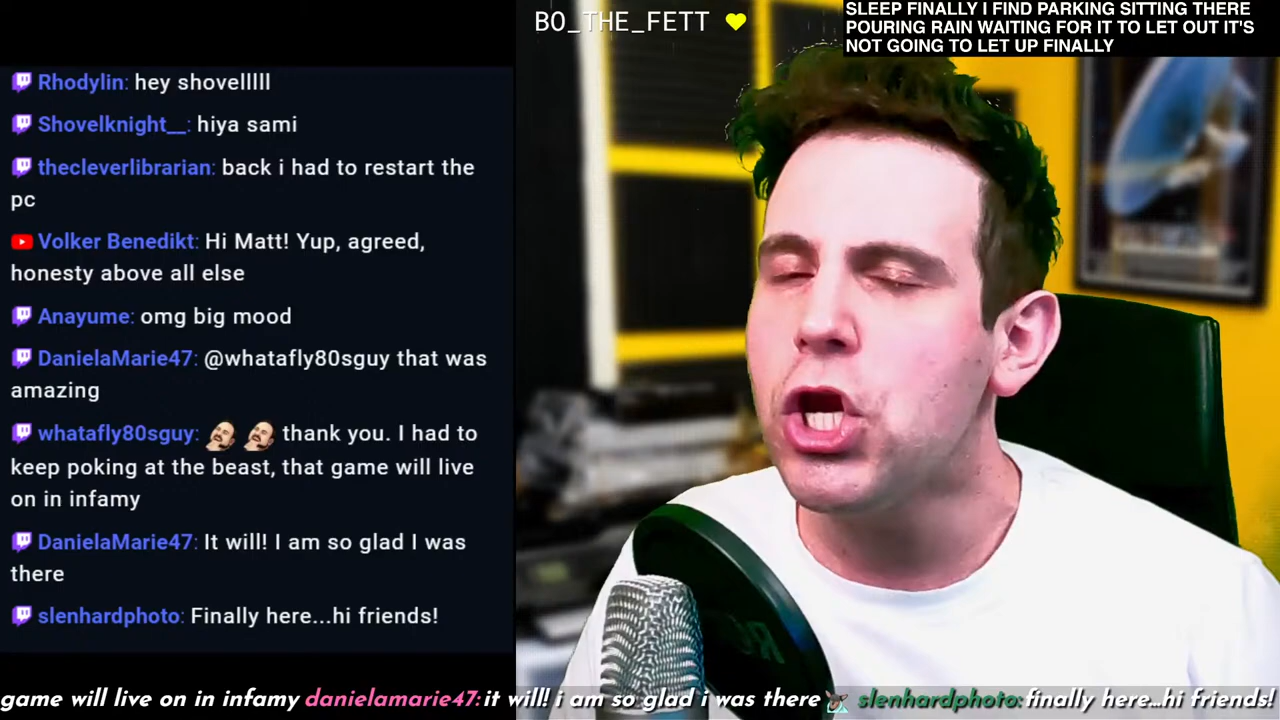 BO_THE_FETT
SLEEP FINALLY I FIND PARKING SITTING THERE
POURING RAIN WAITING FOR IT TO LET OUT IT'S
NOT GOING TO LET UP FINALLY
Rhodylin: hey shovelllll
Shovelknight__: hiya sami
thecleverlibrarian: back i had to restart the
pc
Volker Benedikt: Hi Matt! Yup, agreed,
honesty above all else
Anayume: omg big mood
DanielaMarie47: @whatafly80sguy that was
amazing
whatafly80sguy: thank you. I had to
keep poking at the beast, that game will live
on in infamy
DanielaMarie47: It will! I am so glad I was
there
slenhardphoto: Finally here...hi friends!
game will live on in infamy danielamarie47: it will! i am so glad i was there slenhardphoto: finally here...hi friends!